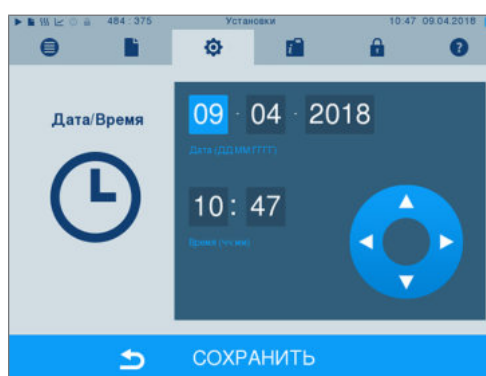 484 : 375 Установки 10:47 09.04.2018
Дата/Время
09 · 04 · 2018
Дата (ДД.ММ.ГГГГ)
10 : 47
Время (чч:мм)
СОХРАНИТЬ